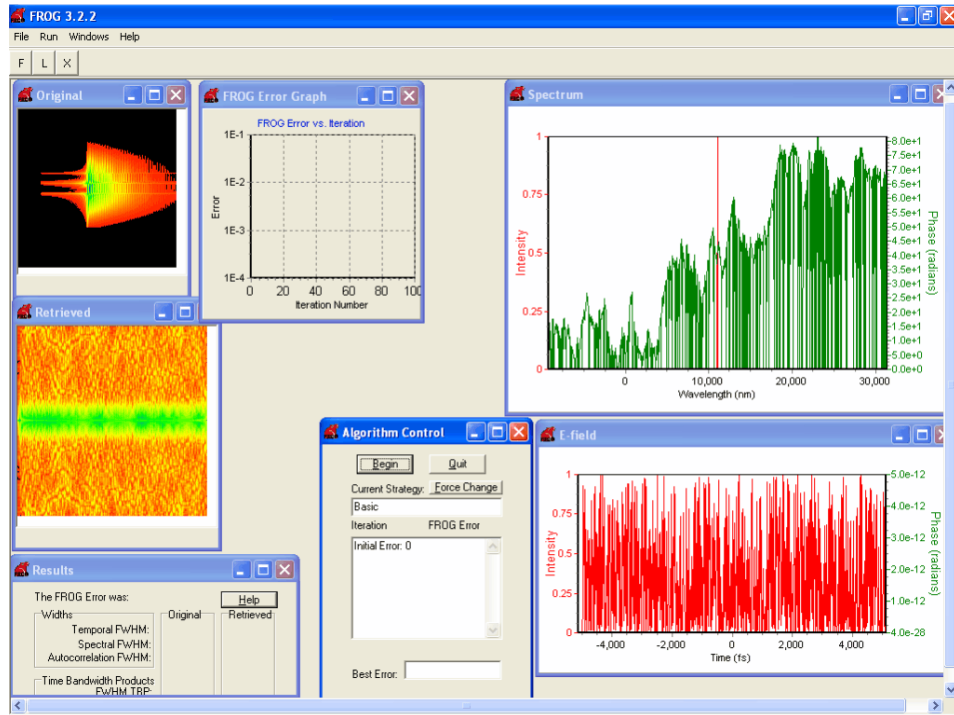 FROG 3.2.2
File Run Windows Help
F L X
Original
FROG Error Graph
FROG Error vs. Iteration
1E-1
1E-2
1E-3
1E-4
Error
0 20 40 60 80 100
Iteration Number
Spectrum
1
0.75
0.5
0.25
0
Intensity
8.0e+1
7.5e+1
7.0e+1
6.5e+1
6.0e+1
5.5e+1
5.0e+1
4.5e+1
4.0e+1
3.5e+1
3.0e+1
2.5e+1
2.0e+1
1.5e+1
1.0e+1
5.0e+0
0.0e+0
Phase (radians)
0 10,000 20,000 30,000
Wavelength (nm)
Retrieved
Algorithm Control
Begin Quit
Current Strategy: Force Change
Basic
Iteration FROG Error
Initial Error: 0
Best Error:
E-field
1
0.75
0.5
0.25
0
Intensity
5.0e-12
4.0e-12
3.0e-12
2.0e-12
1.0e-12
4.0e-28
Phase (radians)
-4,000 -2,000 0 2,000 4,000
Time (fs)
Results
The FROG Error was: Help
Widths Original Retrieved
Temporal FWHM:
Spectral FWHM:
Autocorrelation FWHM:
Time Bandwidth Products
FWHM TBP: